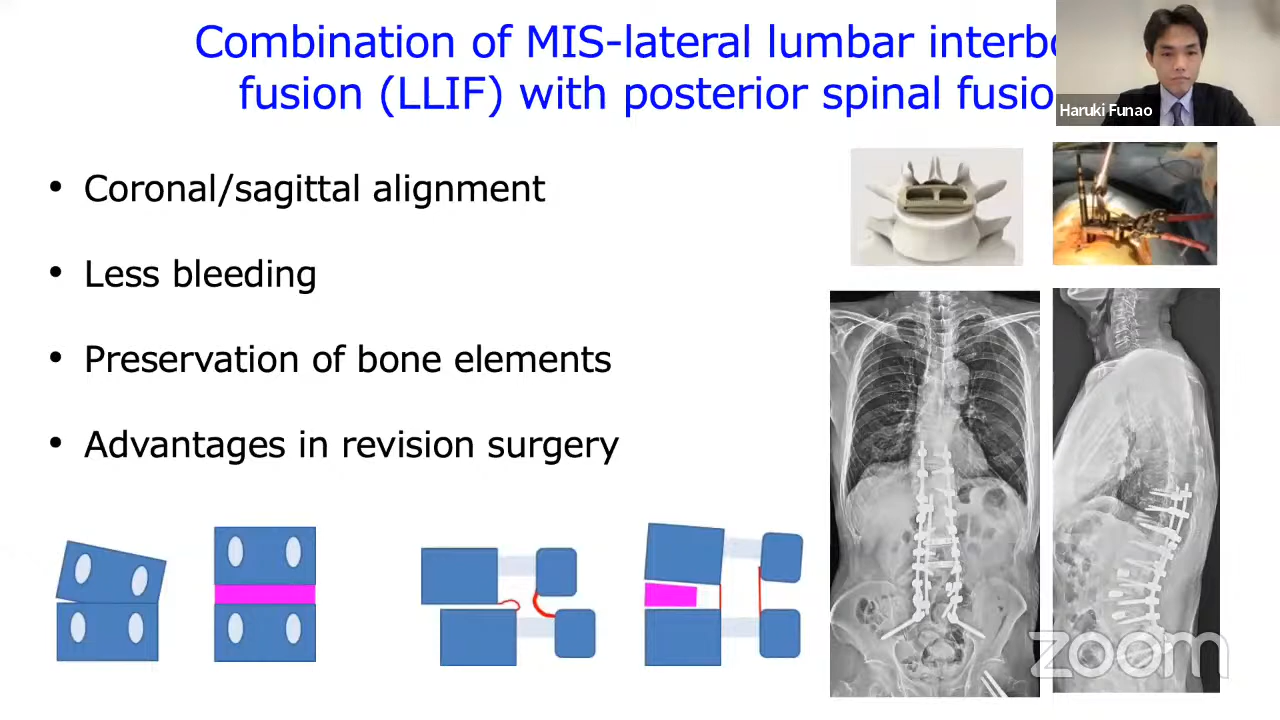 Combination of MIS-lateral lumbar interbo
fusion (LLIF) with posterior spinal fusio
Haruki Funao
• Coronal/sagittal alignment
• Less bleeding
• Preservation of bone elements
• Advantages in revision surgery
zoom